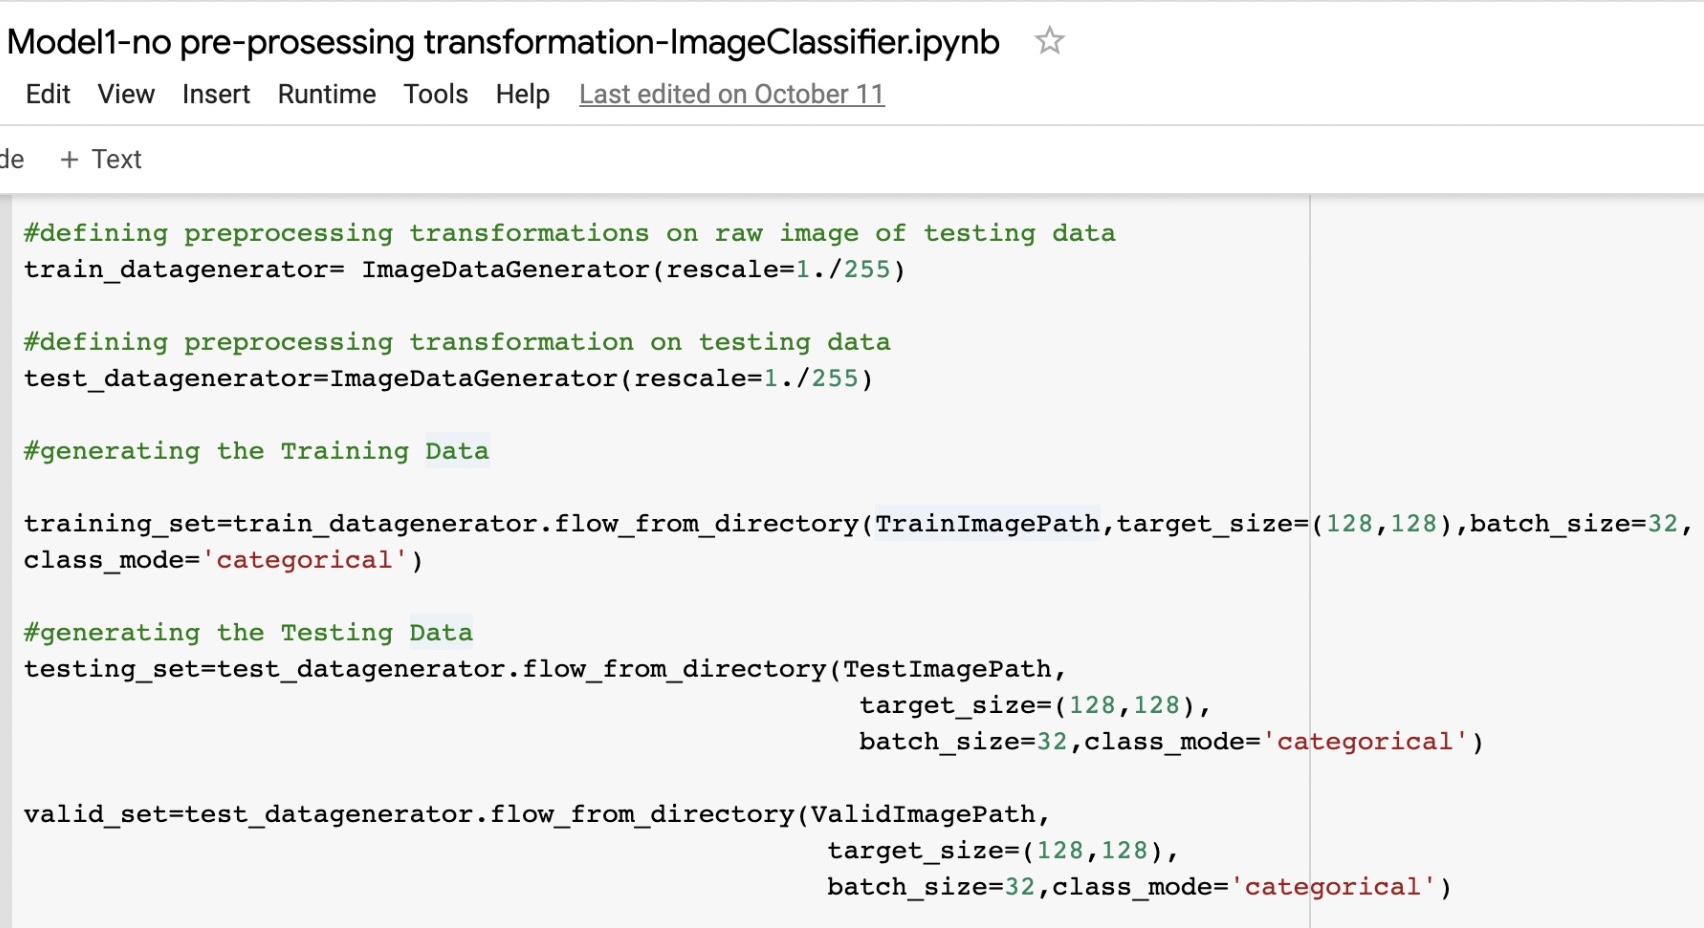 Model1-no pre-prosessing transformation-ImageClassifier.ipynb
Edit View Insert Runtime Tools Help Last edited on October 11
de + Text
#defining preprocessing transformations on raw image of testing data
train_datagenerator= ImageDataGenerator(rescale=1./255)
#defining preprocessing transformation on testing data
test_datagenerator=ImageDataGenerator(rescale=1./255)
#generating the Training Data
training_set=train_datagenerator.flow_from_directory(TrainImagePath,target_size=(128,128),batch_size=32,
class_mode='categorical')
#generating the Testing Data
testing_set=test_datagenerator.flow_from_directory(TestImagePath,
target_size=(128,128),
batch_size=32,class_mode='categorical')
valid_set=test_datagenerator.flow_from_directory(ValidImagePath,
target_size=(128,128),
batch_size=32,class_mode='categorical')